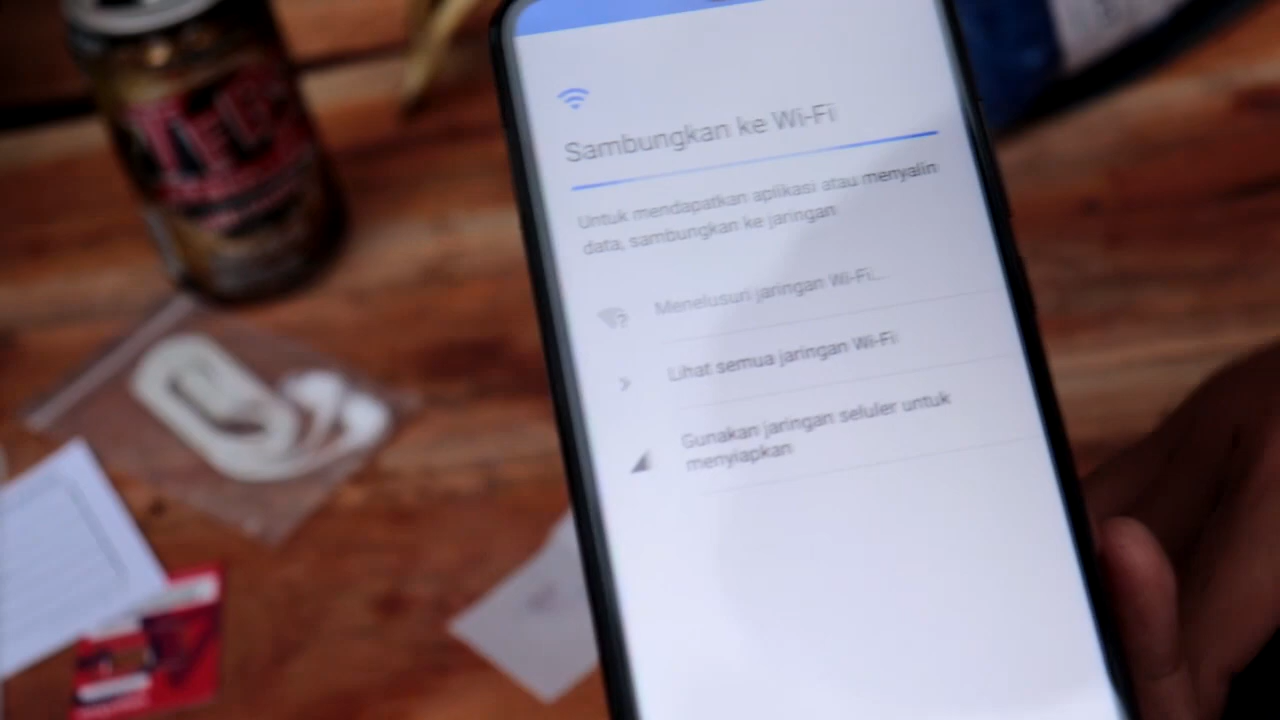 Sambungkan ke Wi-Fi
Untuk mendapatkan aplikasi atau menyalin
data, sambungkan ke jaringan
Menelusuri jaringan Wi-Fi...
Lihat semua jaringan Wi-Fi
Gunakan jaringan seluler untuk
menyiapkan